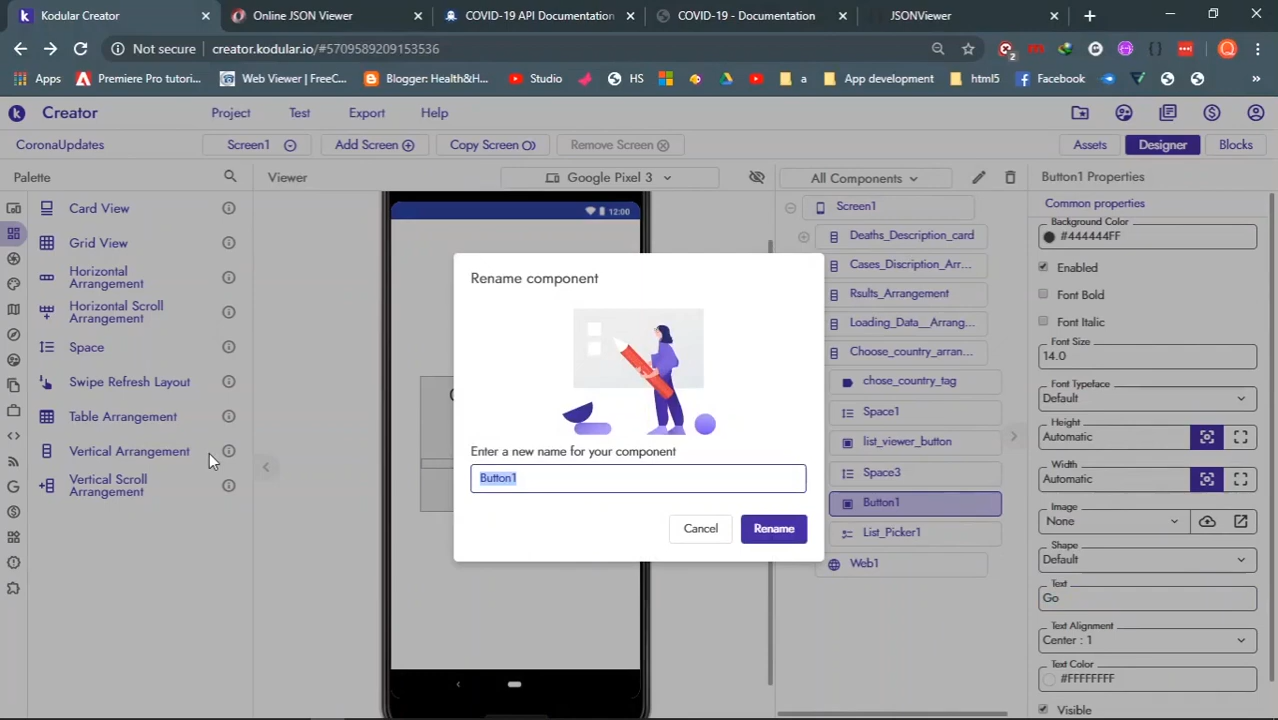 Kodular Creator
Online JSON Viewer
COVID-19 API Documentation
COVID-19 - Documentation
JSONViewer
Not secure
creator.kodular.io/#5709589209153536
2
Apps
Premiere Pro tutori...
Web Viewer | FreeC...
Blogger: Health&H...
Studio
HS
a
App development
html5
Facebook
»
Creator
Project
Test
Export
Help
CoronaUpdates
Screen1
Add Screen
Copy Screen
Remove Screen
Assets
Designer
Blocks
Palette
Viewer
Google Pixel 3
All Components
Button1 Properties
Card View
Grid View
Horizontal
Arrangement
Horizontal Scroll
Arrangement
Space
Swipe Refresh Layout
Table Arrangement
Vertical Arrangement
Vertical Scroll
Arrangement
12:00
Rename component
Enter a new name for your component
Button1
Cancel
Rename
Screen1
Deaths_Description_card
Cases_Discription_Arr...
Rsults_Arrangement
Loading_Data__Arrang...
Choose_country_arran...
chose_country_tag
Space1
list_viewer_button
Space3
Button1
List_Picker1
Web1
Common properties
Background Color
#444444FF
Enabled
Font Bold
Font Italic
Font Size
14.0
Font Typeface
Default
Height
Automatic
Width
Automatic
Image
None
Shape
Default
Text
Go
Text Alignment
Center : 1
Text Color
#FFFFFFFF
Visible